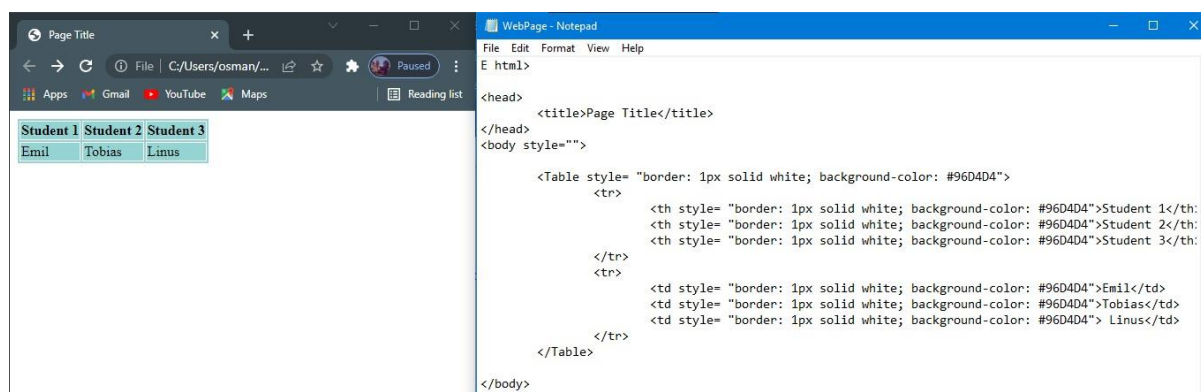 Page Title
File | C:/Users/osman/...
Paused
Apps Gmail YouTube Maps
Reading list
Student 1 Student 2 Student 3
Emil Tobias Linus
WebPage - Notepad
File Edit Format View Help
E html>
<head>
<title>Page Title</title>
</head>
<body style="">
<Table style= "border: 1px solid white; background-color: #96D4D4">
<tr>
<th style= "border: 1px solid white; background-color: #96D4D4">Student 1</th>
<th style= "border: 1px solid white; background-color: #96D4D4">Student 2</th>
<th style= "border: 1px solid white; background-color: #96D4D4">Student 3</th>
</tr>
<tr>
<td style= "border: 1px solid white; background-color: #96D4D4">Emil</td>
<td style= "border: 1px solid white; background-color: #96D4D4">Tobias</td>
<td style= "border: 1px solid white; background-color: #96D4D4"> Linus</td>
</tr>
</Table>
</body>